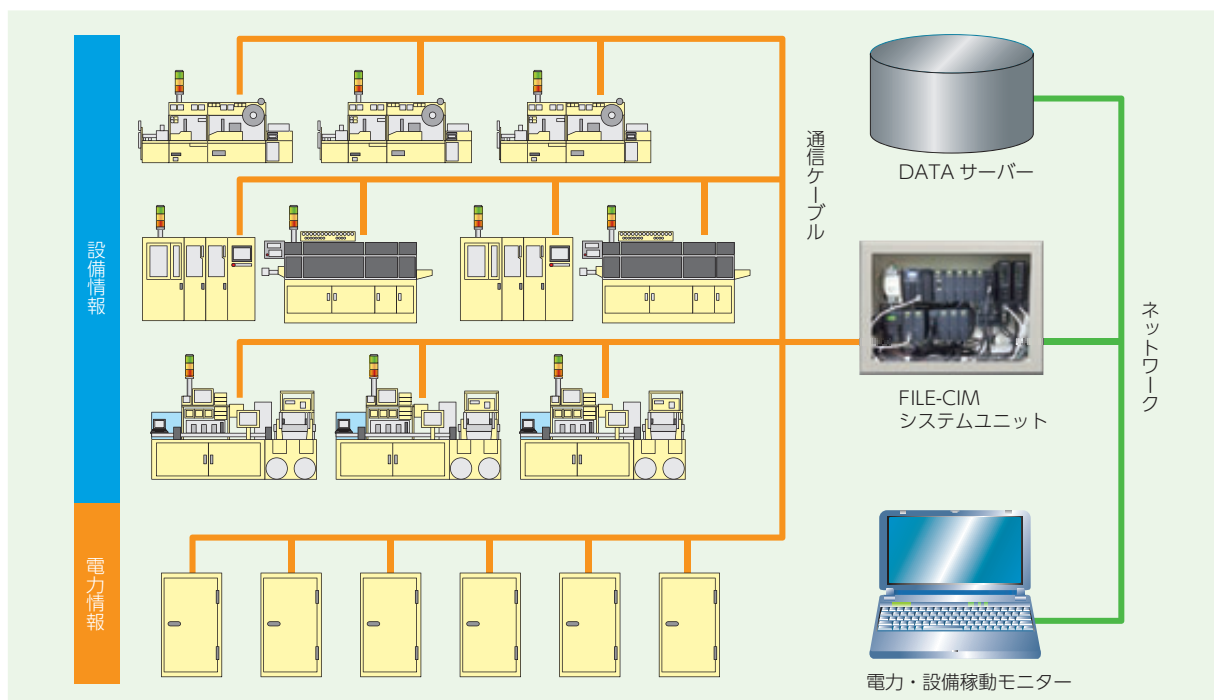 設備情報
電力情報
通信ケーブル
DATA サーバー
FILE-CIM
システムユニット
ネットワーク
電力・設備稼動モニター